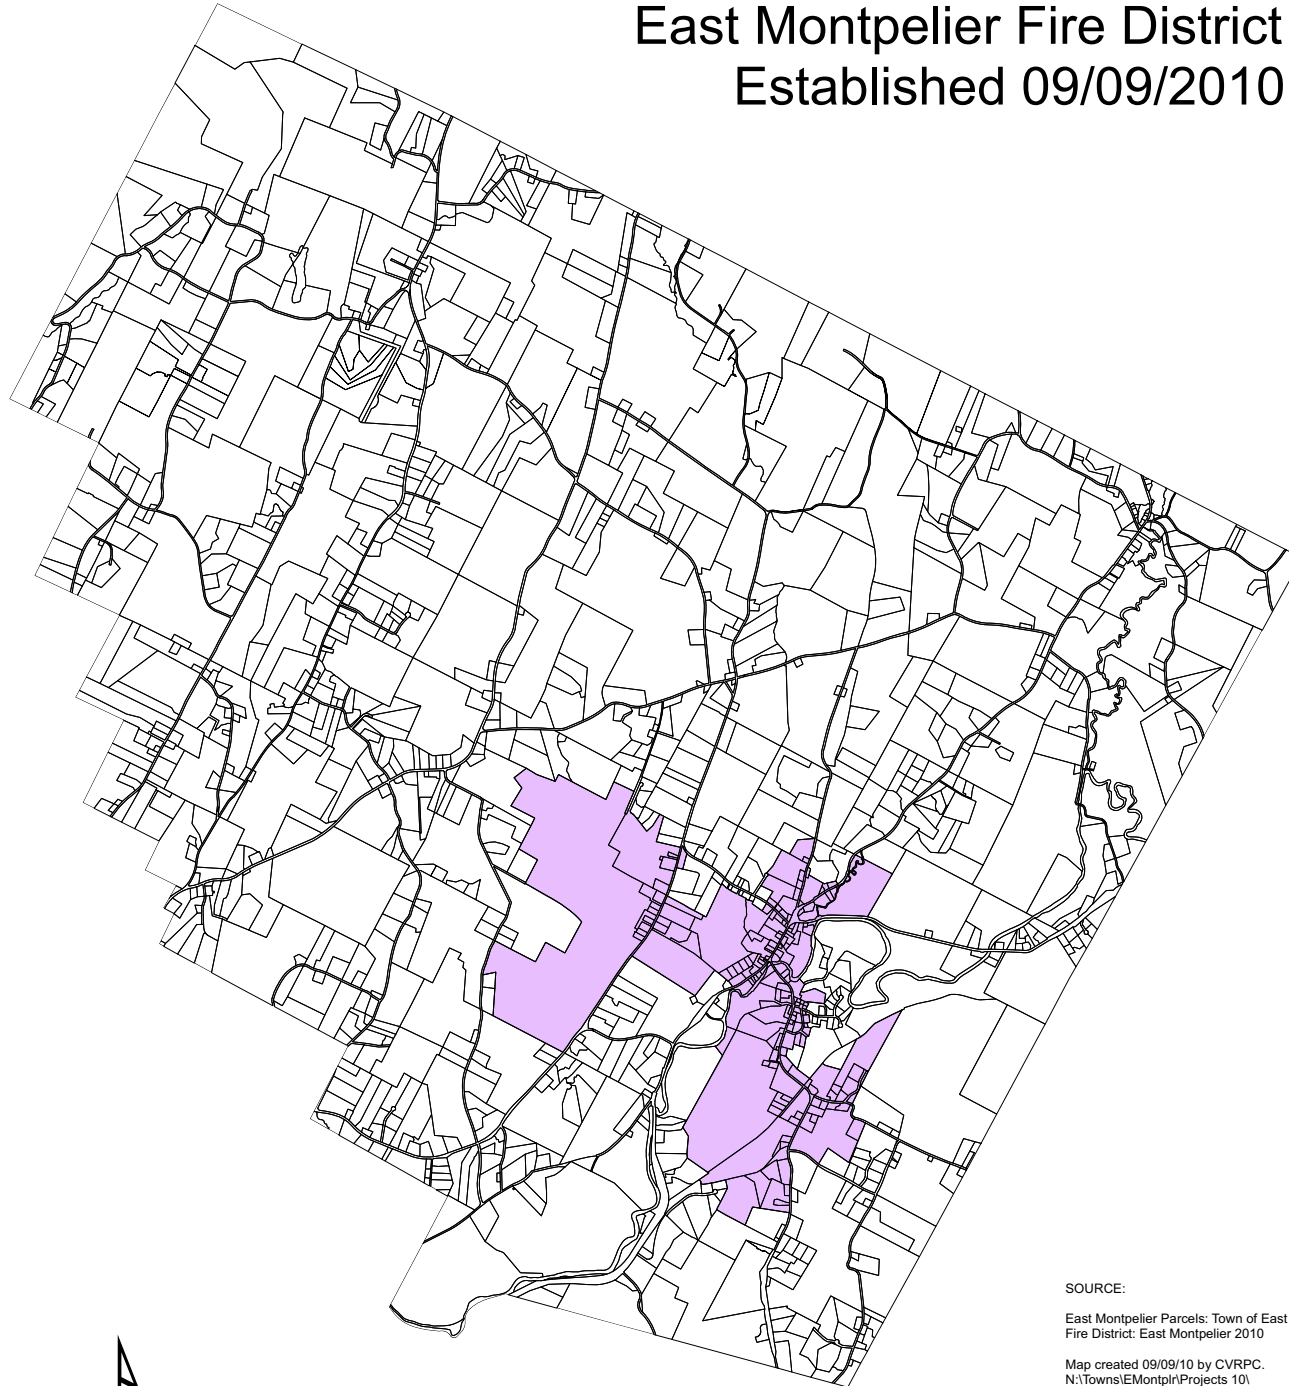 East Montpelier Fire District
Established 09/09/2010
SOURCE:
East Montpelier Parcels: Town of East
Fire District: East Montpelier 2010
Map created 09/09/10 by CVRPC.
N:\Towns\EMontplr\Projects 10\